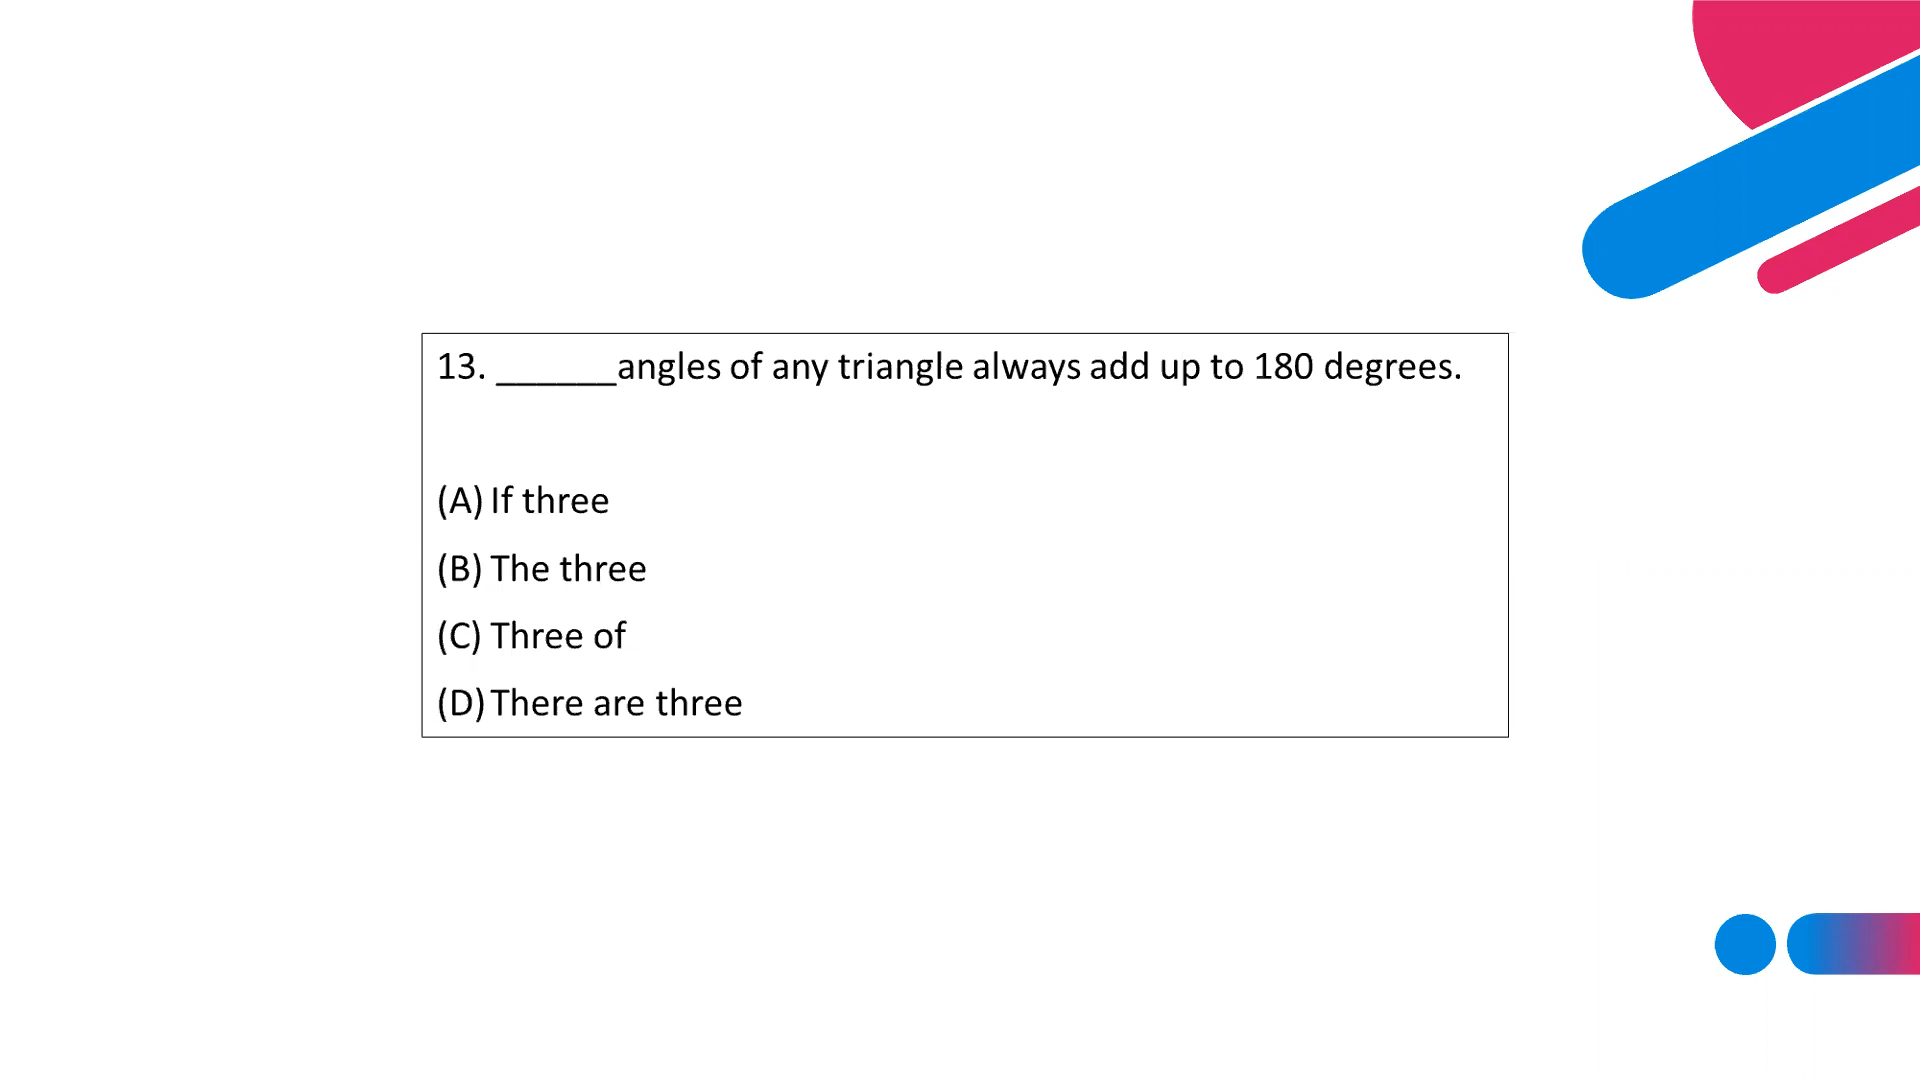 13. ______angles of any triangle always add up to 180 degrees.
(A) If three
(B) The three
(C) Three of
(D) There are three